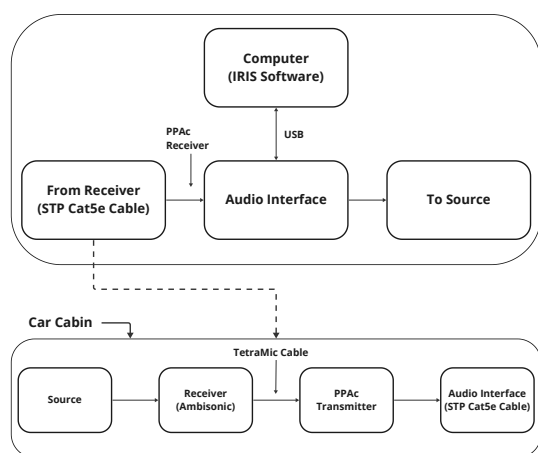 Computer
(IRIS Software)
PPAc
Receiver
USB
From Receiver
(STP Cat5e Cable)
Audio Interface
To Source
Car Cabin
TetraMic Cable
Source
Receiver
(Ambisonic)
PPAc
Transmitter
Audio Interface
(STP Cat5e Cable)